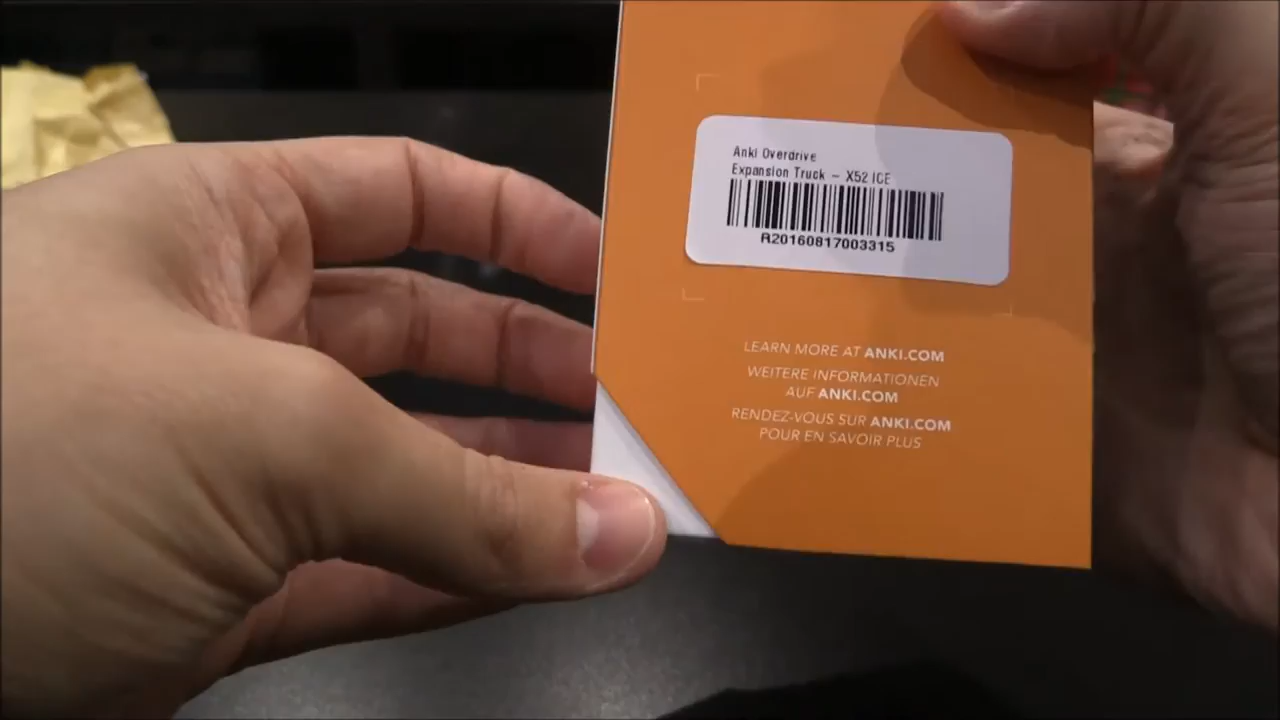 Anki Overdrive
Expansion Truck – X52 ICE
R20160817003315
LEARN MORE AT ANKI.COM
WEITERE INFORMATIONEN
AUF ANKI.COM
RENDEZ-VOUS SUR ANKI.COM
POUR EN SAVOIR PLUS